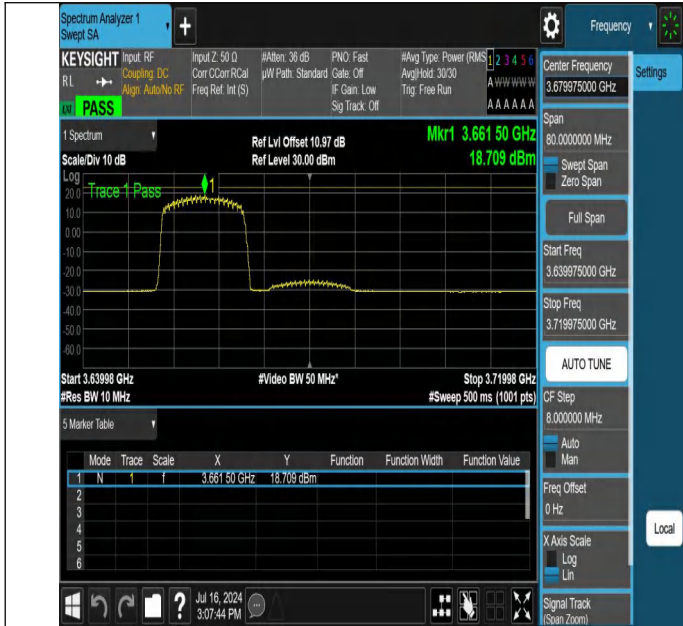 Spectrum Analyzer 1
Swept SA
+
Frequency
KEYSIGHT
RL
LXI
PASS
Input: RF
Coupling: DC
Align: Auto/No RF
Input Z: 50 Ω
Corr CCorr RCal
Freq Ref: Int (S)
#Atten: 36 dB
µW Path: Standard
PNO: Fast
Gate: Off
IF Gain: Low
Sig Track: Off
#Avg Type: Power (RMS
Avg|Hold: 30/30
Trig: Free Run
1 2 3 4 5 6
A W W W W W
A A A A A A
1 Spectrum
Scale/Div 10 dB
Ref Lvl Offset 10.97 dB
Ref Level 30.00 dBm
Mkr1 3.661 50 GHz
18.709 dBm
Log
Trace 1 Pass
1
20.0
10.0
0.00
-10.0
-20.0
-30.0
-40.0
-50.0
-60.0
Start 3.63998 GHz
#Res BW 10 MHz
#Video BW 50 MHz*
Stop 3.71998 GHz
#Sweep 500 ms (1001 pts)
5 Marker Table
Mode Trace Scale X Y Function Function Width Function Value
1 N 1 f 3.661 50 GHz 18.709 dBm
2
3
4
5
6
?
Jul 16, 2024
3:07:44 PM
Center Frequency
3.679975000 GHz
Span
80.0000000 MHz
Swept Span
Zero Span
Full Span
Start Freq
3.639975000 GHz
Stop Freq
3.719975000 GHz
AUTO TUNE
CF Step
8.000000 MHz
Auto
Man
Freq Offset
0 Hz
X Axis Scale
Log
Lin
Signal Track
(Span Zoom)
Settings
Local